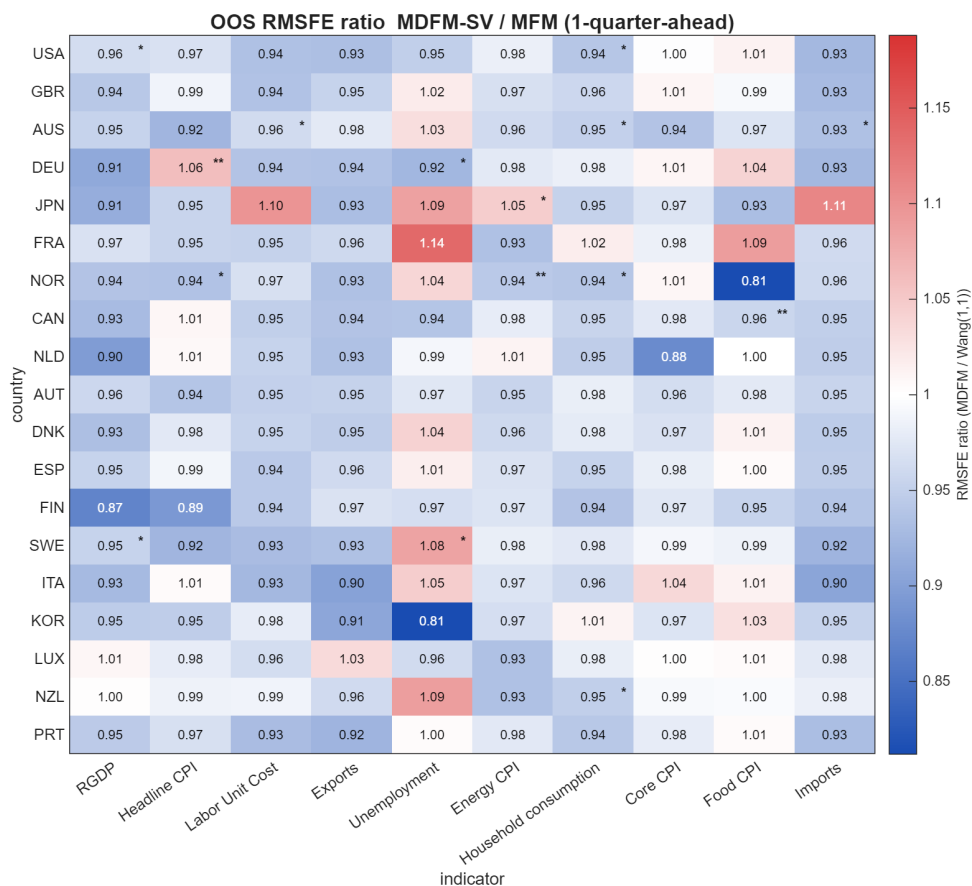 OOS RMSFE ratio  MDFM-SV / MFM (1-quarter-ahead)
USA 0.96 * 0.97 0.94 0.93 0.95 0.98 0.94 * 1.00 1.01 0.93
GBR 0.94 0.99 0.94 0.95 1.02 0.97 0.96 1.01 0.99 0.93
AUS 0.95 0.92 0.96 * 0.98 1.03 0.96 0.95 * 0.94 0.97 0.93 *
DEU 0.91 1.06 ** 0.94 0.94 0.92 * 0.98 0.98 1.01 1.04 0.93
JPN 0.91 0.95 1.10 0.93 1.09 1.05 * 0.95 0.97 0.93 1.11
FRA 0.97 0.95 0.95 0.96 1.14 0.93 1.02 0.98 1.09 0.96
NOR 0.94 0.94 * 0.97 0.93 1.04 0.94 ** 0.94 * 1.01 0.81 0.96
CAN 0.93 1.01 0.95 0.94 0.94 0.98 0.95 0.98 0.96 ** 0.95
NLD 0.90 1.01 0.95 0.93 0.99 1.01 0.95 0.88 1.00 0.95
AUT 0.96 0.94 0.95 0.95 0.97 0.95 0.98 0.96 0.98 0.95
DNK 0.93 0.98 0.95 0.95 1.04 0.96 0.98 0.97 1.01 0.95
ESP 0.95 0.99 0.94 0.96 1.01 0.97 0.95 0.98 1.00 0.95
FIN 0.87 0.89 0.94 0.97 0.97 0.97 0.94 0.97 0.95 0.94
SWE 0.95 * 0.92 0.93 0.93 1.08 * 0.98 0.98 0.99 0.99 0.92
ITA 0.93 1.01 0.93 0.90 1.05 0.97 0.96 1.04 1.01 0.90
KOR 0.95 0.95 0.98 0.91 0.81 0.97 1.01 0.97 1.03 0.95
LUX 1.01 0.98 0.96 1.03 0.96 0.93 0.98 1.00 1.01 0.98
NZL 1.00 0.99 0.99 0.96 1.09 0.93 0.95 * 0.99 1.00 0.98
PRT 0.95 0.97 0.93 0.92 1.00 0.98 0.94 0.98 1.01 0.93
country
RGDP Headline CPI Labor Unit Cost Exports Unemployment Energy CPI Household consumption Core CPI Food CPI Imports
indicator
1.15
1.1
1.05
1
0.95
0.9
0.85
RMSFE ratio (MDFM / Wang(1,1))